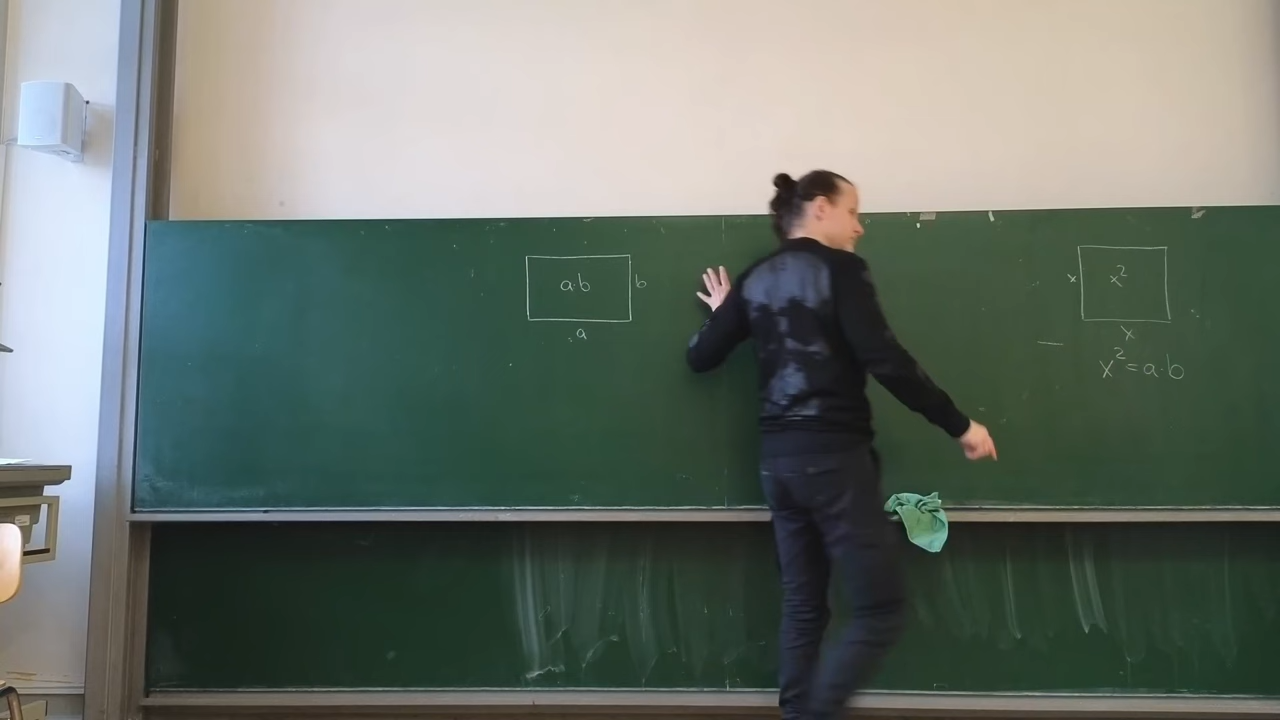 a·b b
a
x x²
x
x²=a·b